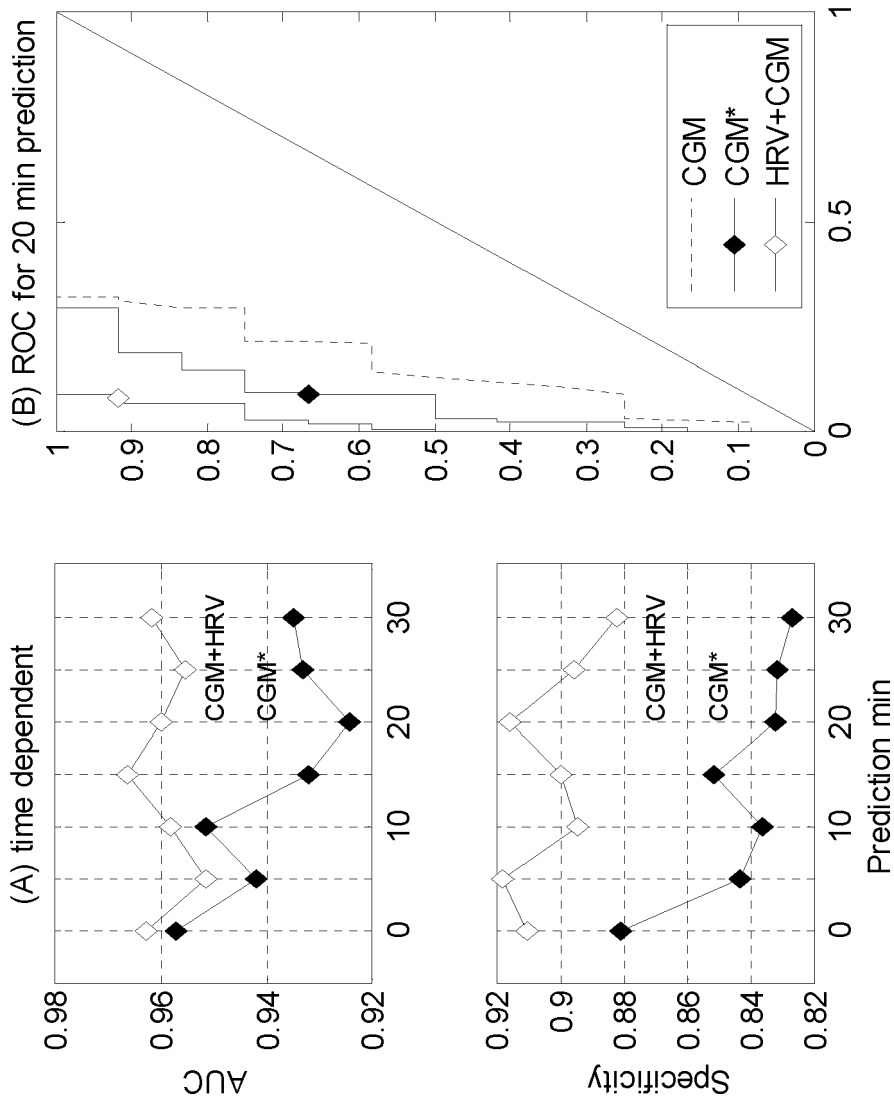 (A) time dependent
AUC
0.98
0.96
0.94
0.92
CGM+HRV
CGM*
0
10
20
30
Specificity
0.92
0.9
0.88
0.86
0.84
0.82
CGM+HRV
CGM*
0
10
20
30
Prediction min
(B) ROC for 20 min prediction
1
0.9
0.8
0.7
0.6
0.5
0.4
0.3
0.2
0.1
0
CGM
CGM*
HRV+CGM
0
0.5
1